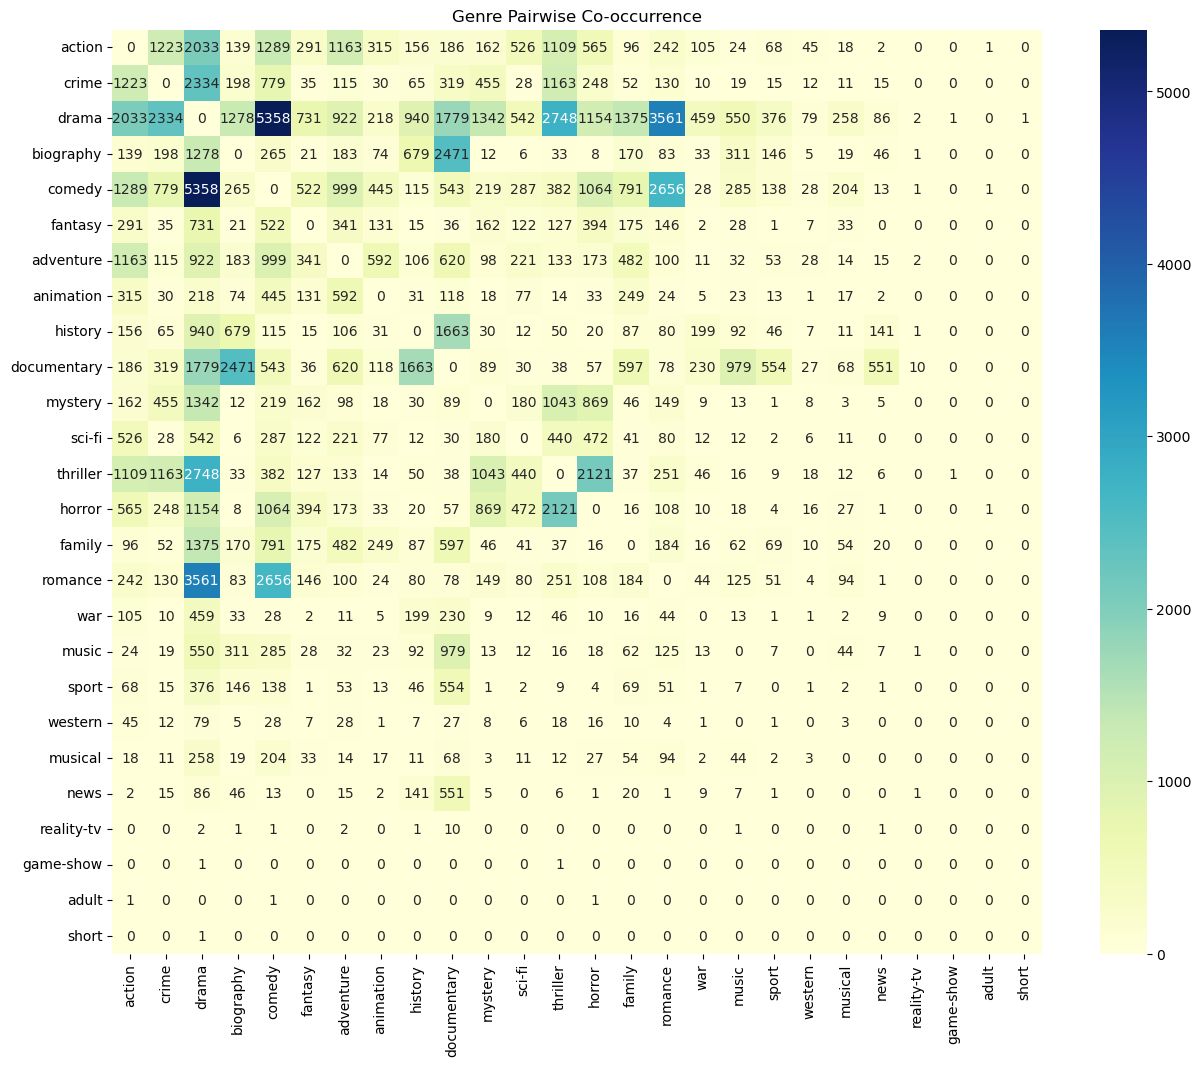 Genre Pairwise Co-occurrence
action 0 1223 2033 139 1289 291 1163 315 156 186 162 526 1109 565 96 242 105 24 68 45 18 2 0 0 1 0
crime 1223 0 2334 198 779 35 115 30 65 319 455 28 1163 248 52 130 10 19 15 12 11 15 0 0 0 0
drama 2033 2334 0 1278 5358 731 922 218 940 1779 1342 542 2748 1154 1375 3561 459 550 376 79 258 86 2 1 0 1
biography 139 198 1278 0 265 21 183 74 679 2471 12 6 33 8 170 83 33 311 146 5 19 46 1 0 0 0
comedy 1289 779 5358 265 0 522 999 445 115 543 219 287 382 1064 791 2656 28 285 138 28 204 13 1 0 1 0
fantasy 291 35 731 21 522 0 341 131 15 36 162 122 127 394 175 146 2 28 1 7 33 0 0 0 0 0
adventure 1163 115 922 183 999 341 0 592 106 620 98 221 133 173 482 100 11 32 53 28 14 15 2 0 0 0
animation 315 30 218 74 445 131 592 0 31 118 18 77 14 33 249 24 5 23 13 1 17 2 0 0 0 0
history 156 65 940 679 115 15 106 31 0 1663 30 12 50 20 87 80 199 92 46 7 11 141 1 0 0 0
documentary 186 319 1779 2471 543 36 620 118 1663 0 89 30 38 57 597 78 230 979 554 27 68 551 10 0 0 0
mystery 162 455 1342 12 219 162 98 18 30 89 0 180 1043 869 46 149 9 13 1 8 3 5 0 0 0 0
sci-fi 526 28 542 6 287 122 221 77 12 30 180 0 440 472 41 80 12 12 2 6 11 0 0 0 0 0
thriller 1109 1163 2748 33 382 127 133 14 50 38 1043 440 0 2121 37 251 46 16 9 18 12 6 0 1 0 0
horror 565 248 1154 8 1064 394 173 33 20 57 869 472 2121 0 16 108 10 18 4 16 27 1 0 0 1 0
family 96 52 1375 170 791 175 482 249 87 597 46 41 37 16 0 184 16 62 69 10 54 20 0 0 0 0
romance 242 130 3561 83 2656 146 100 24 80 78 149 80 251 108 184 0 44 125 51 4 94 1 0 0 0 0
war 105 10 459 33 28 2 11 5 199 230 9 12 46 10 16 44 0 13 1 1 2 9 0 0 0 0
music 24 19 550 311 285 28 32 23 92 979 13 12 16 18 62 125 13 0 7 0 44 7 1 0 0 0
sport 68 15 376 146 138 1 53 13 46 554 1 2 9 4 69 51 1 7 0 1 2 1 0 0 0 0
western 45 12 79 5 28 7 28 1 7 27 8 6 18 16 10 4 1 0 1 0 3 0 0 0 0 0
musical 18 11 258 19 204 33 14 17 11 68 3 11 12 27 54 94 2 44 2 3 0 0 0 0 0 0
news 2 15 86 46 13 0 15 2 141 551 5 0 6 1 20 1 9 7 1 0 0 0 1 0 0 0
reality-tv 0 0 2 1 1 0 2 0 1 10 0 0 0 0 0 0 0 1 0 0 0 1 0 0 0 0
game-show 0 0 1 0 0 0 0 0 0 0 0 0 1 0 0 0 0 0 0 0 0 0 0 0 0 0
adult 1 0 0 0 1 0 0 0 0 0 0 0 0 1 0 0 0 0 0 0 0 0 0 0 0 0
short 0 0 1 0 0 0 0 0 0 0 0 0 0 0 0 0 0 0 0 0 0 0 0 0 0 0
action crime drama biography comedy fantasy adventure animation history documentary mystery sci-fi thriller horror family romance war music sport western musical news reality-tv game-show adult short
5000
4000
3000
2000
1000
0